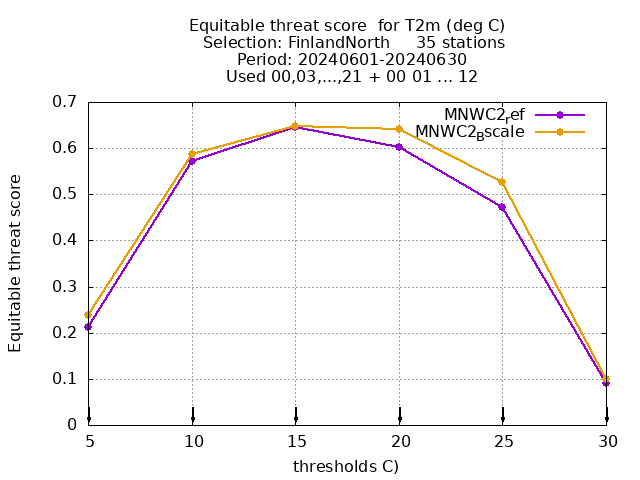 Equitable threat score  for T2m (deg C)
Selection: FinlandNorth     35 stations
Period: 20240601-20240630
Used 00,03,...,21 + 00 01 ... 12
Equitable threat score
0.7
0.6
0.5
0.4
0.3
0.2
0.1
0
MNWC2ref
MNWC2Bscale
5 10 15 20 25 30
thresholds C)